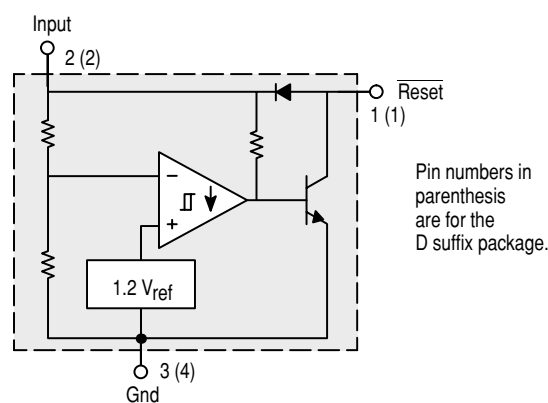 Input
2 (2)
Reset
1 (1)
Pin numbers in
parenthesis
are for the
D suffix package.
−
+
1.2 Vref
3 (4)
Gnd